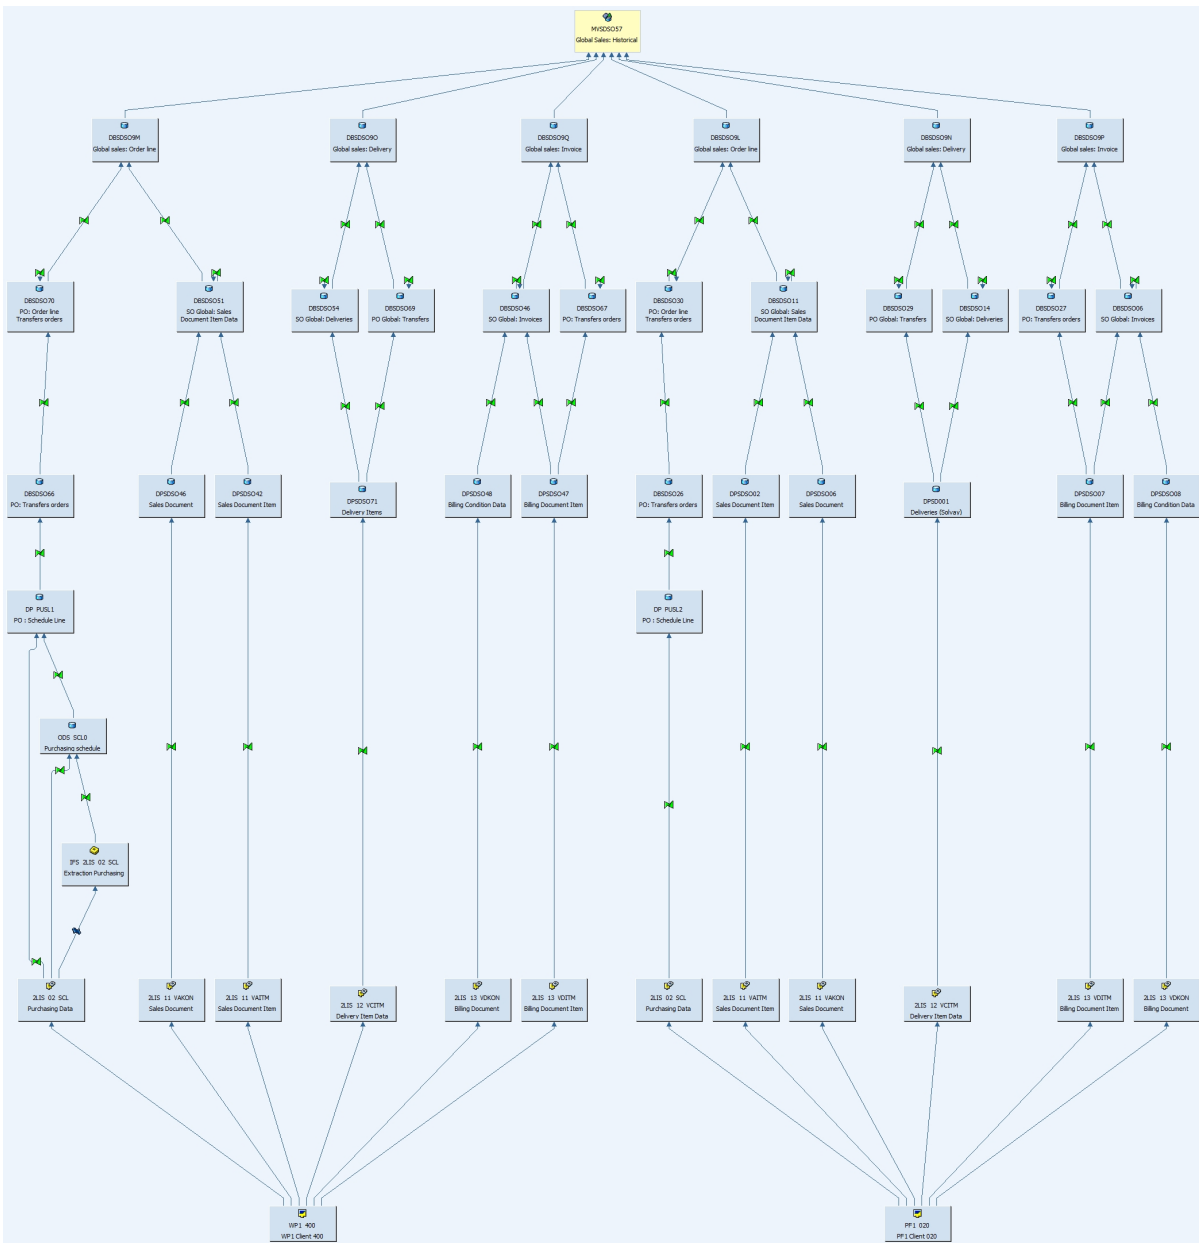 MYSDSO57
Global Sales: Historical
DBSDSO9M
Global sales: Order line
DBSDSO9O
Global sales: Delivery
DBSDSO9Q
Global sales: Invoice
DBSDSO9L
Global sales: Order line
DBSDSO9N
Global sales: Delivery
DBSDSO9P
Global sales: Invoice
DBSDSO70
PO: Order line
Transfers orders
DBSDSO51
SO Global: Sales
Document Item Data
DBSDSO54
SO Global: Deliveries
DBSDSO69
PO Global: Transfers
DBSDSO46
SO Global: Invoices
DBSDSO67
PO: Transfers orders
DBSDSO30
PO: Order line
Transfers orders
DBSDSO11
SO Global: Sales
Document Item Data
DBSDSO29
PO Global: Transfers
DBSDSO14
SO Global: Deliveries
DBSDSO27
PO: Transfers orders
DBSDSO06
SO Global: Invoices
DBSDSO66
PO: Transfers orders
DPSDSO46
Sales Document
DPSDSO42
Sales Document Item
DPSDSO71
Delivery Items
DPSDSO48
Billing Condition Data
DPSDSO47
Billing Document Item
DBSDSO26
PO: Transfers orders
DPSDSO02
Sales Document Item
DPSDSO06
Sales Document
DPSD001
Deliveries (Solvay)
DPSDSO07
Billing Document Item
DPSDSO08
Billing Condition Data
DP PUSL1
PO : Schedule Line
DP PUSL2
PO : Schedule Line
ODS SCL0
Purchasing schedule
IFS 2LIS 02 SCL
Extraction Purchasing
2LIS 02 SCL
Purchasing Data
2LIS 11 VAKON
Sales Document
2LIS 11 VAITM
Sales Document Item
2LIS 12 VCITM
Delivery Item Data
2LIS 13 VDKON
Billing Document
2LIS 13 VDITM
Billing Document Item
2LIS 02 SCL
Purchasing Data
2LIS 11 VAITM
Sales Document Item
2LIS 11 VAKON
Sales Document
2LIS 12 VCITM
Delivery Item Data
2LIS 13 VDITM
Billing Document Item
2LIS 13 VDKON
Billing Document
WP1 400
WP1 Client 400
PF1 020
PF1 Client 020